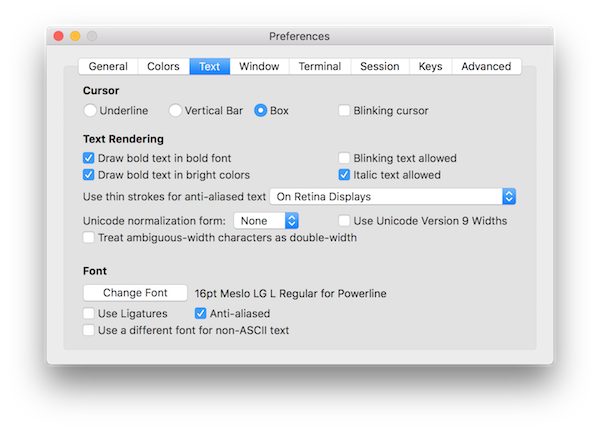 Preferences
General Colors Text Window Terminal Session Keys Advanced
Cursor
Underline Vertical Bar Box Blinking cursor
Text Rendering
Draw bold text in bold font Blinking text allowed
Draw bold text in bright colors Italic text allowed
Use thin strokes for anti-aliased text On Retina Displays
Unicode normalization form: None Use Unicode Version 9 Widths
Treat ambiguous-width characters as double-width
Font
Change Font 16pt Meslo LG L Regular for Powerline
Use Ligatures Anti-aliased
Use a different font for non-ASCII text